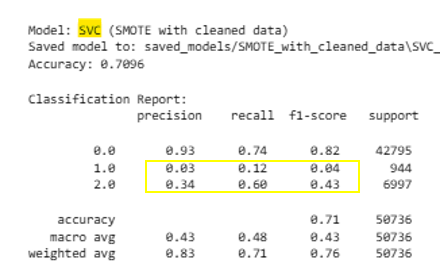 Model: SVC (SMOTE with cleaned data)
Saved model to: saved_models/SMOTE_with_cleaned_data\SVC_
Accuracy: 0.7096
Classification Report:
precision recall f1-score support
0.0 0.93 0.74 0.82 42795
1.0 0.03 0.12 0.04 944
2.0 0.34 0.60 0.43 6997
accuracy 0.71 50736
macro avg 0.43 0.48 0.43 50736
weighted avg 0.83 0.71 0.76 50736